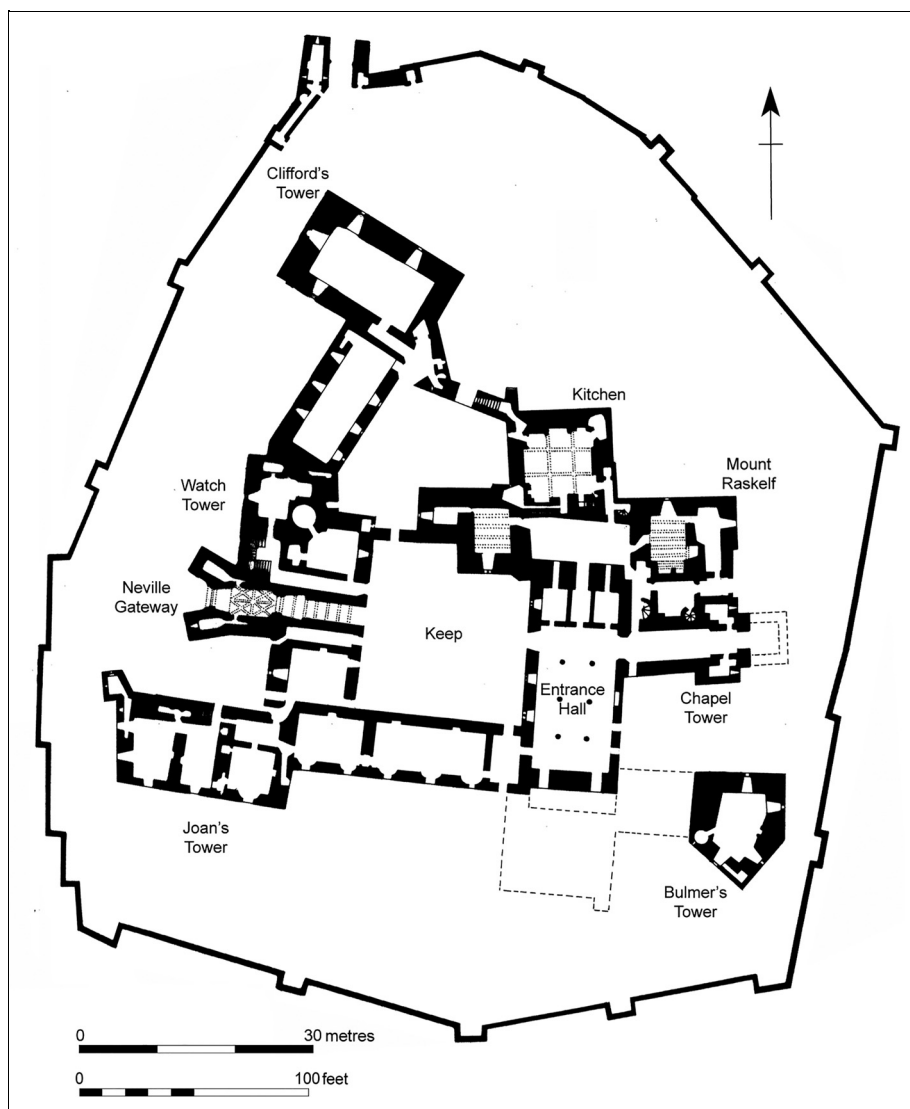 Clifford's
Tower
Kitchen
Mount
Raskelf
Watch
Tower
Neville
Gateway
Keep
Entrance
Hall
Chapel
Tower
Joan's
Tower
Bulmer's
Tower
0 30 metres
0 100 feet